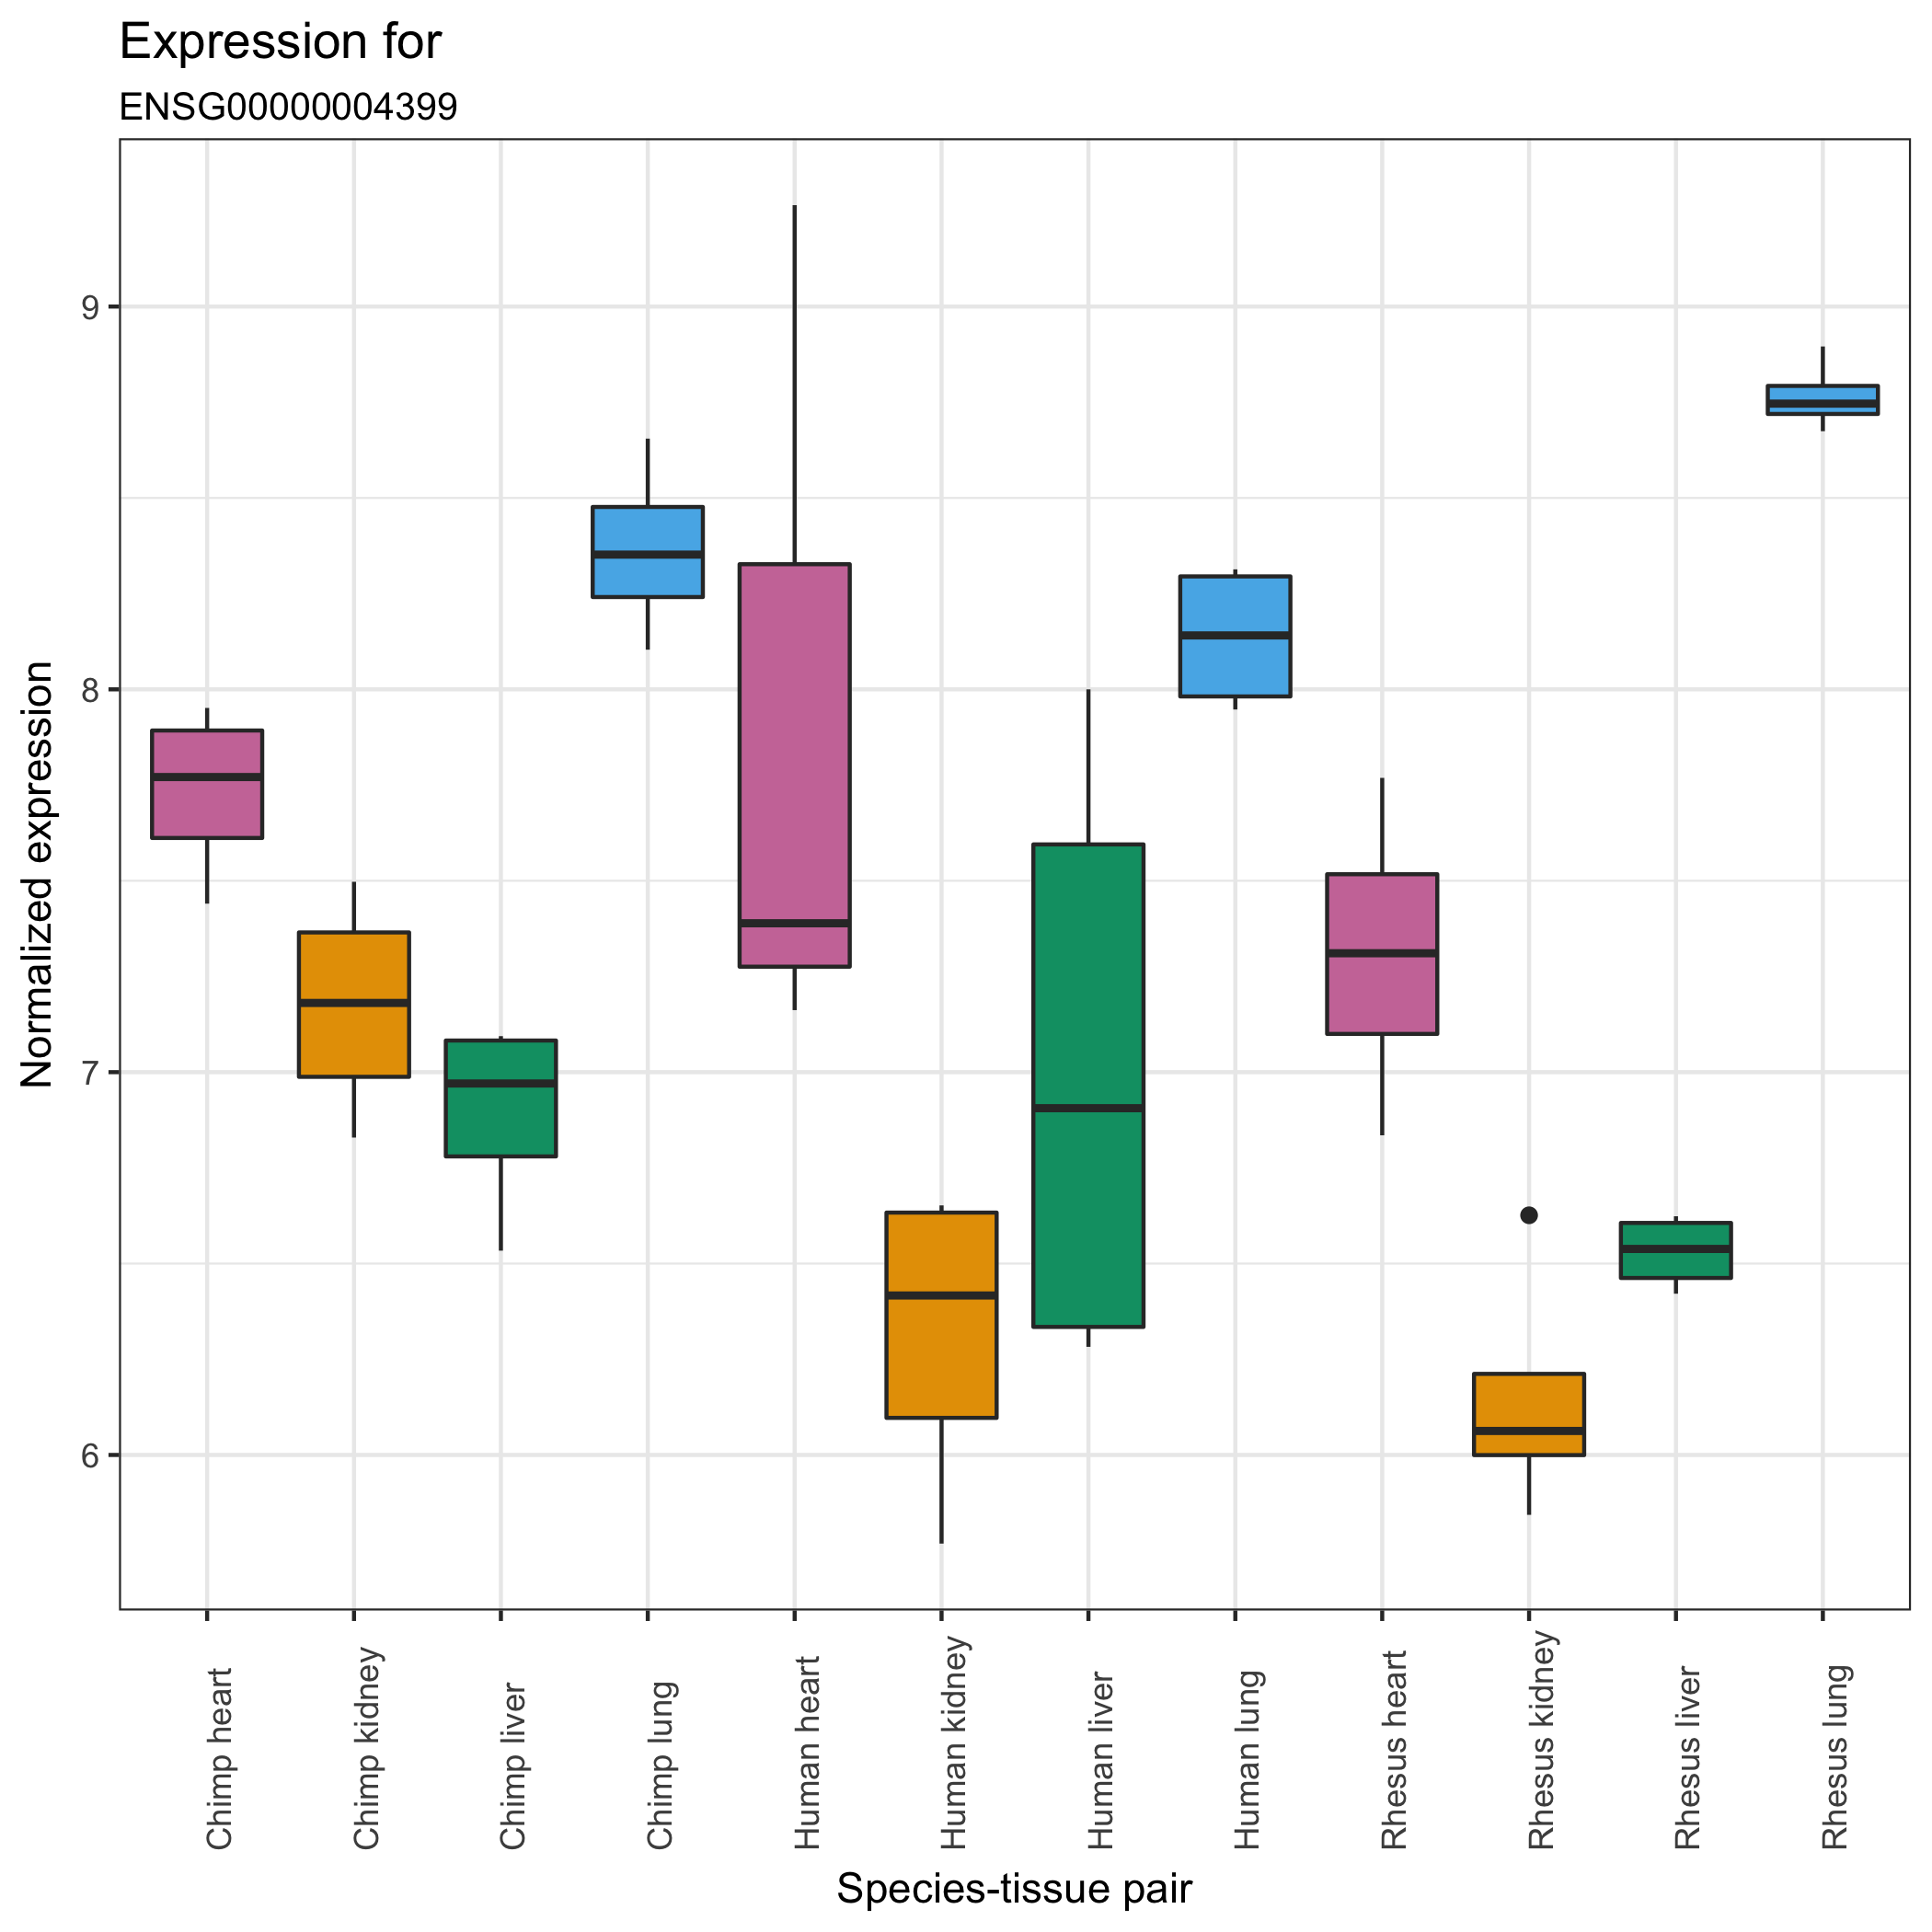 Expression for
ENSG00000004399
Normalized expression
9
8
7
6
Chimp heart
Chimp kidney
Chimp liver
Chimp lung
Human heart
Human kidney
Human liver
Human lung
Rhesus heart
Rhesus kidney
Rhesus liver
Rhesus lung
Species-tissue pair